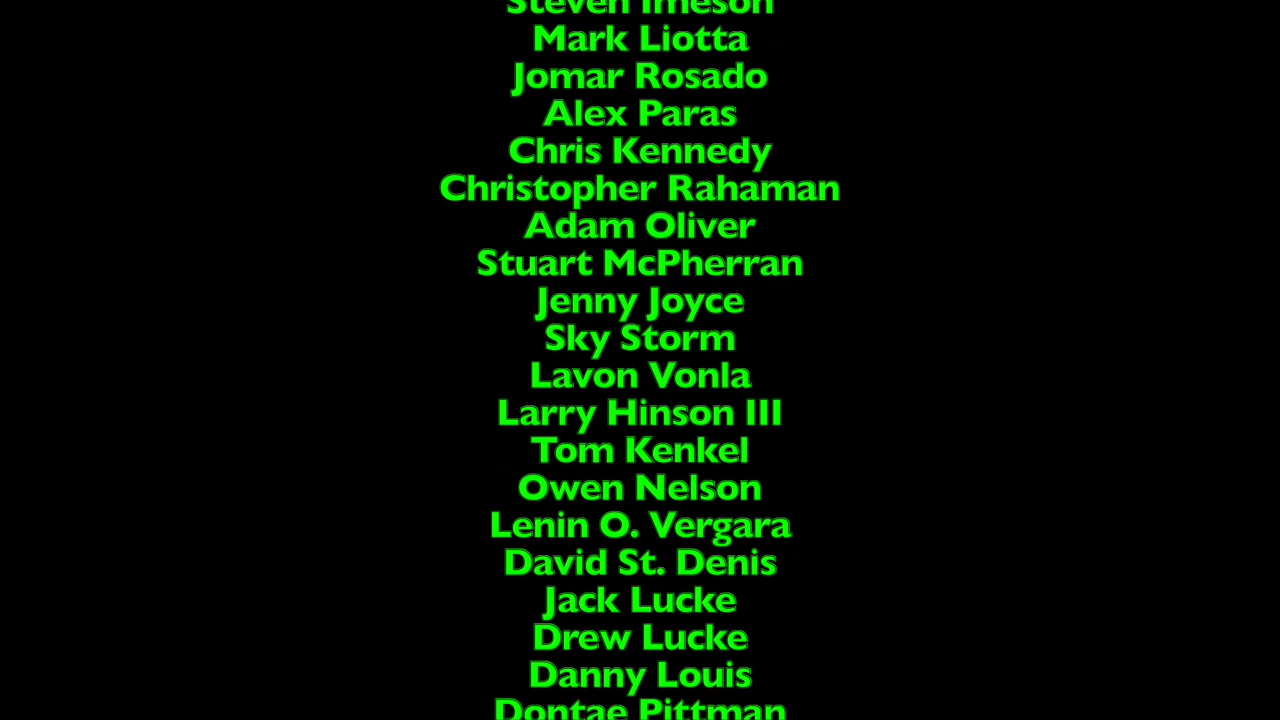 Steven Imeson
Mark Liotta
Jomar Rosado
Alex Paras
Chris Kennedy
Christopher Rahaman
Adam Oliver
Stuart McPherran
Jenny Joyce
Sky Storm
Lavon Vonla
Larry Hinson III
Tom Kenkel
Owen Nelson
Lenin O. Vergara
David St. Denis
Jack Lucke
Drew Lucke
Danny Louis
Dontae Pittman